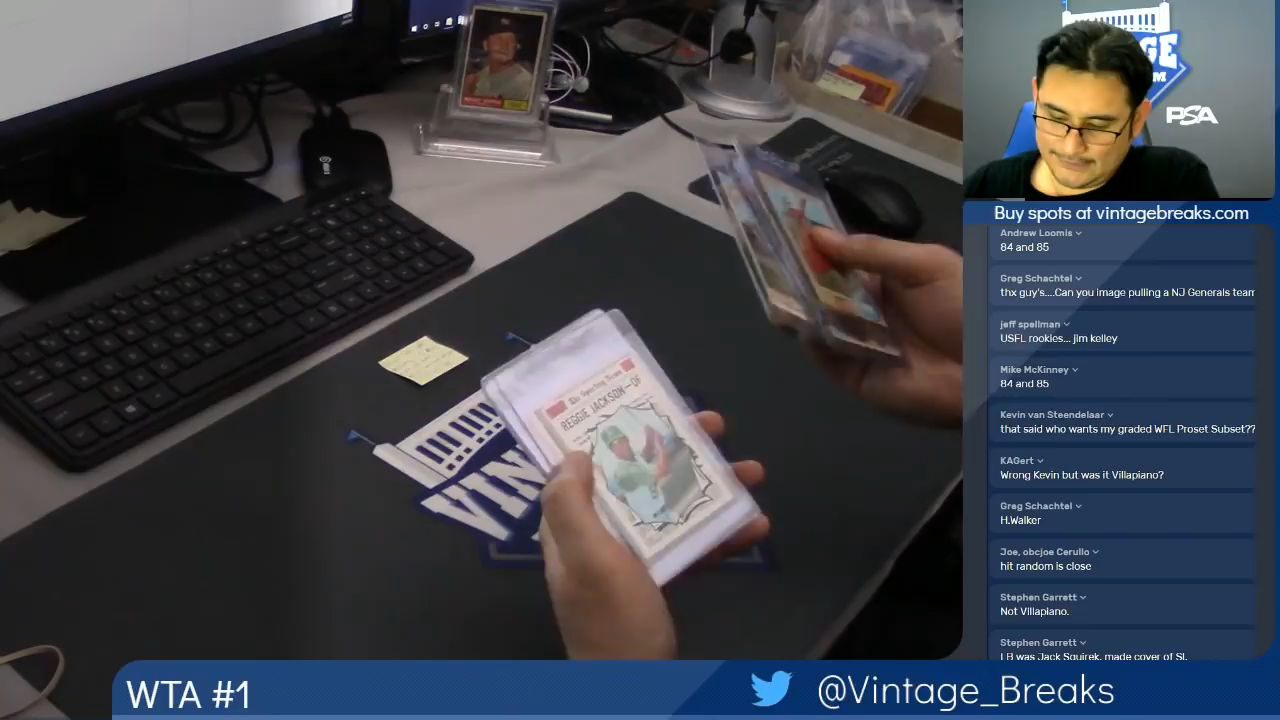 The Sporting News
REGGIE JACKSON—OF
VIN
GE
M
PSA
Buy spots at vintagebreaks.com
Andrew Loomis
84 and 85
Greg Schachtel
thx guy's....Can you image pulling a NJ Generals team
jeff spellman
USFL rookies... jim kelley
Mike McKinney
84 and 85
Kevin van Steendelaar
that said who wants my graded WFL Proset Subset??
KAGert
Wrong Kevin but was it Villapiano?
Greg Schachtel
H.Walker
Joe, obcjoe Cerullo
hit random is close
Stephen Garrett
Not Villapiano.
Stephen Garrett
LB was Jack Squirek, made cover of SI.
WTA #1
@Vintage_Breaks